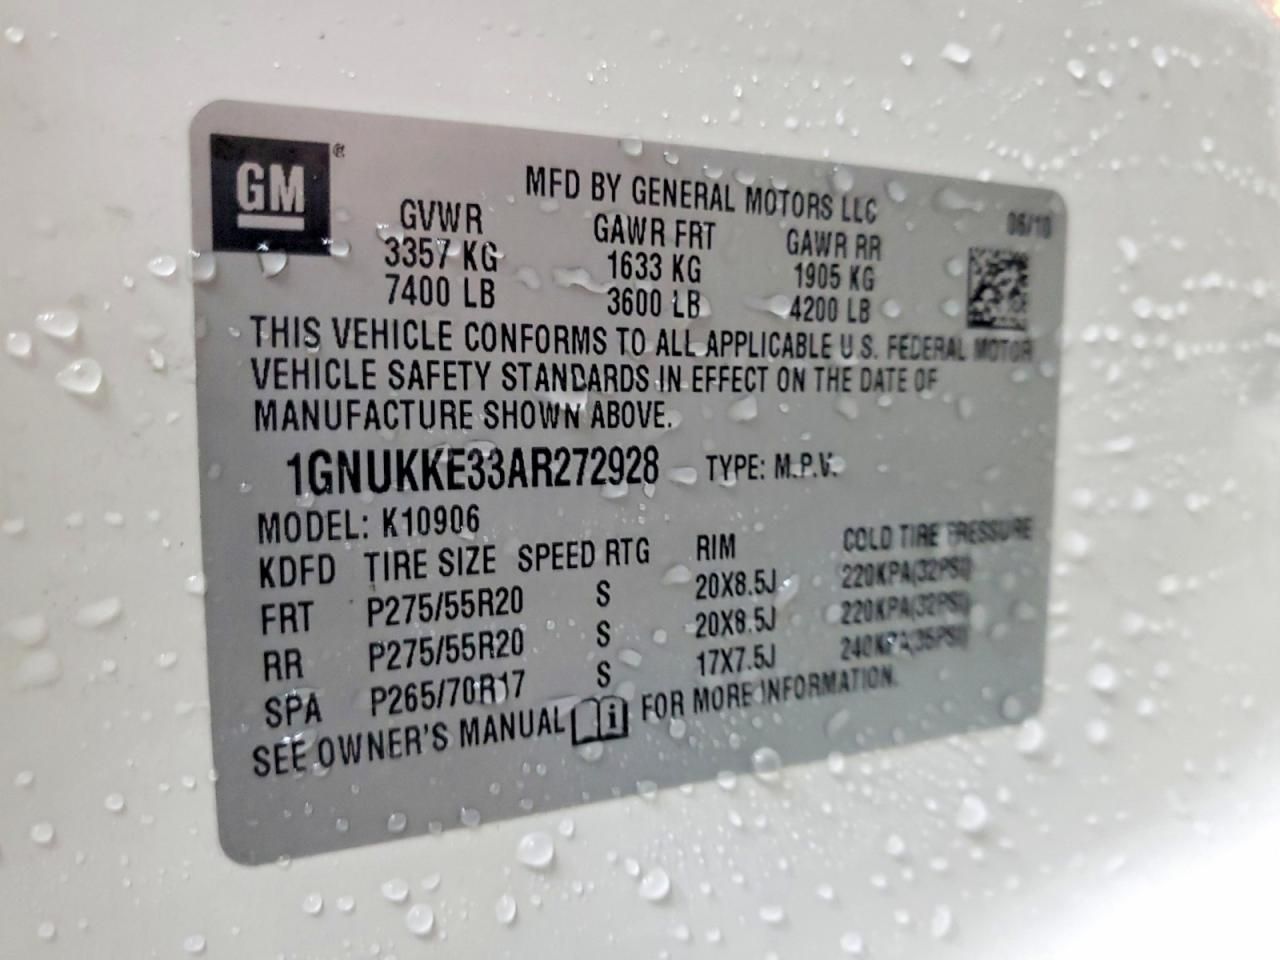 GM ®
MFD BY GENERAL MOTORS LLC
06/10
GVWR GAWR FRT GAWR RR
3357 KG 1633 KG 1905 KG
7400 LB 3600 LB 4200 LB
THIS VEHICLE CONFORMS TO ALL APPLICABLE U.S. FEDERAL MOTOR
VEHICLE SAFETY STANDARDS IN EFFECT ON THE DATE OF
MANUFACTURE SHOWN ABOVE.
1GNUKKE33AR272928 TYPE: M.P.V.
MODEL: K10906
KDFD TIRE SIZE SPEED RTG RIM COLD TIRE PRESSURE
FRT P275/55R20 S 20X8.5J 220KPA(32PSI)
RR P275/55R20 S 20X8.5J 220KPA(32PSI)
SPA P265/70R17 S 17X7.5J 240KPA(35PSI)
SEE OWNER'S MANUAL i FOR MORE INFORMATION.